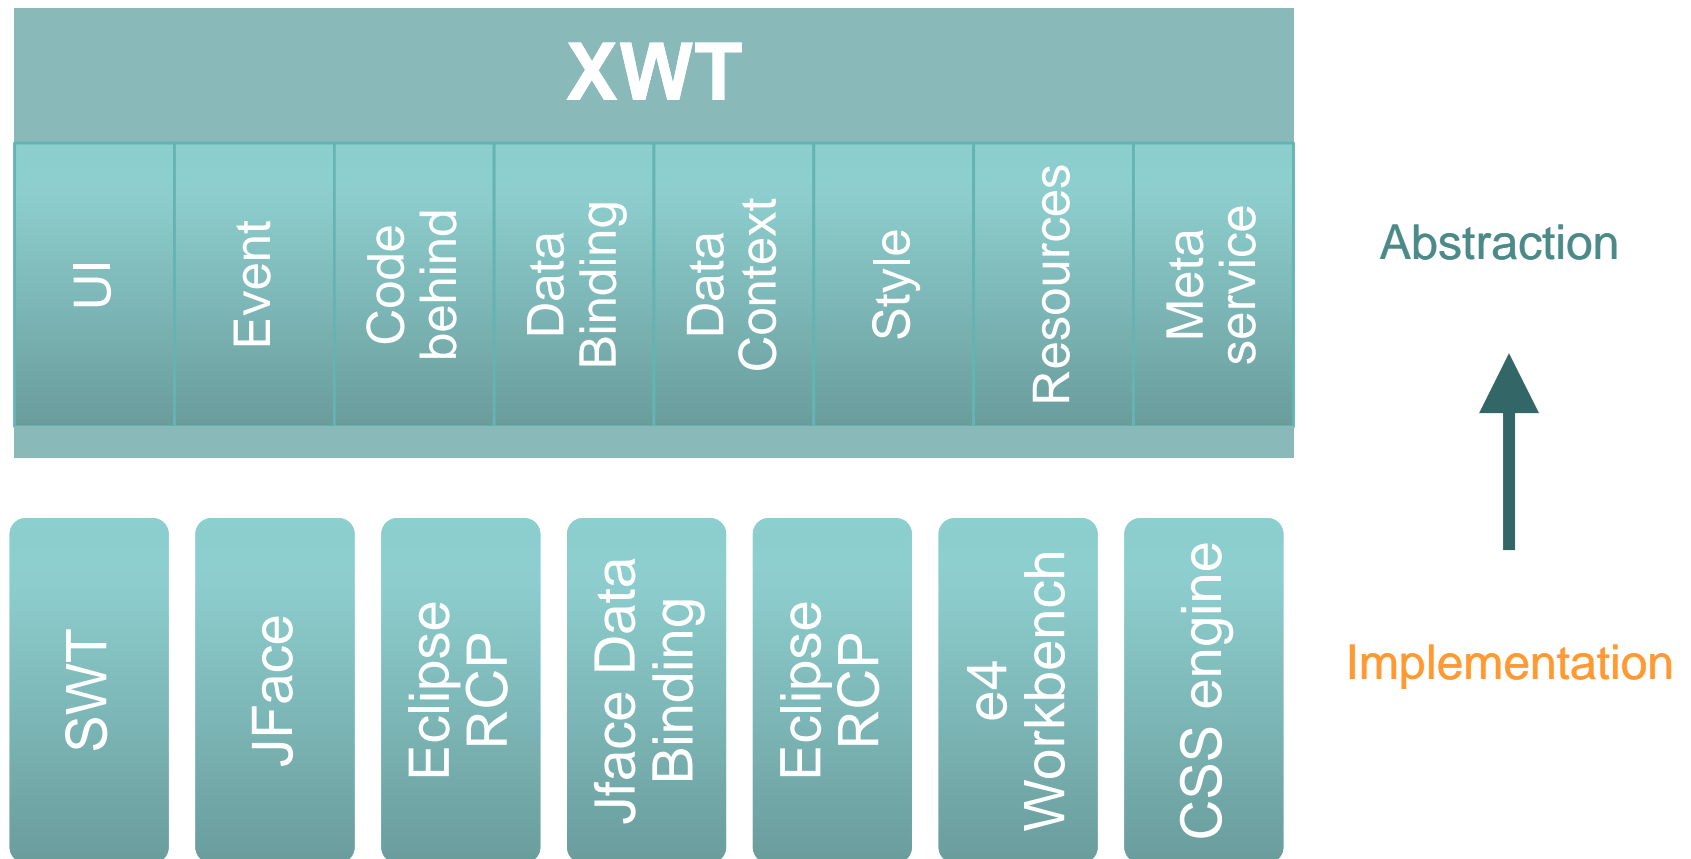 XWT
UI
Event
Code
behind
Data
Binding
Data
Context
Style
Resources
Meta
service
Abstraction
SWT
JFace
Eclipse
RCP
Jface Data
Binding
Eclipse
RCP
e4
Workbench
CSS engine
Implementation